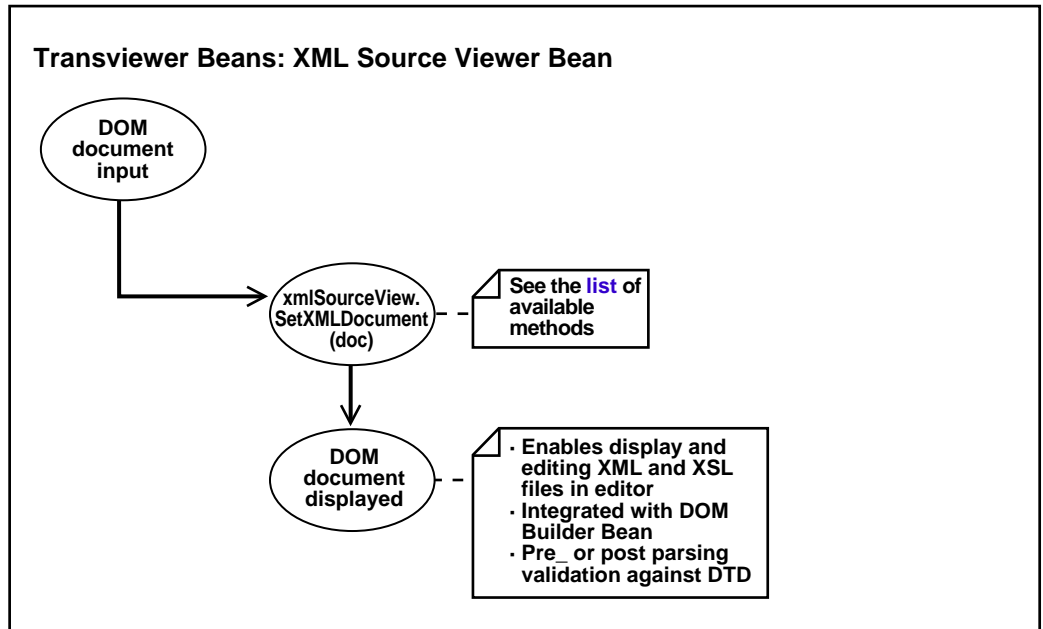 Transviewer Beans: XML Source Viewer Bean
DOM
document
input
xmlSourceView.
SetXMLDocument
(doc)
See the list of
available
methods
DOM
document
displayed
· Enables display and
editing XML and XSL
files in editor
· Integrated with DOM
Builder Bean
· Pre_ or post parsing
validation against DTD